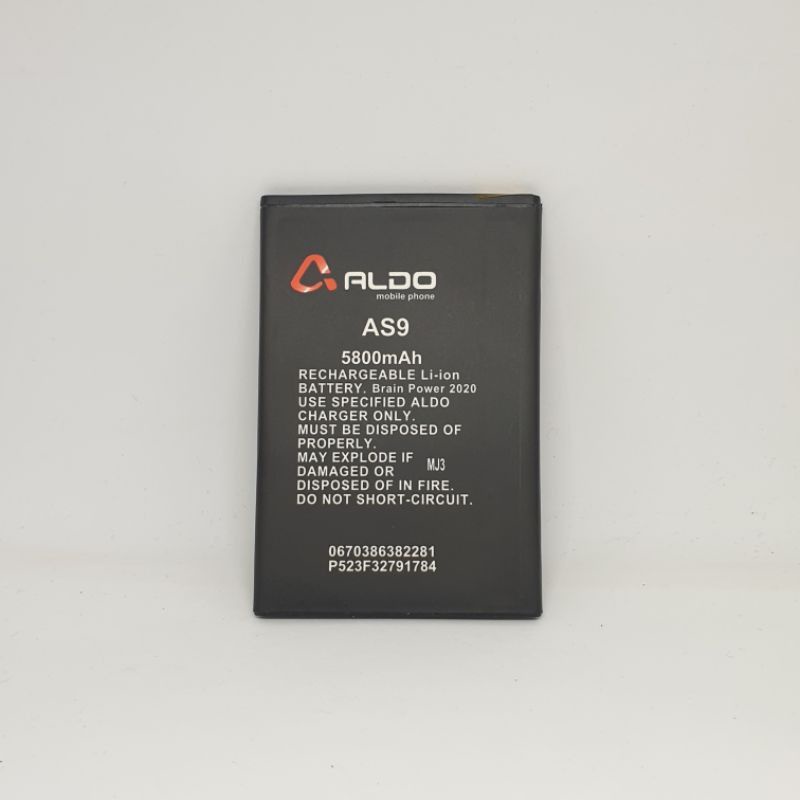 ALDO
mobile phone
AS9
5800mAh
RECHARGEABLE Li-ion
BATTERY, Brain Power 2020
USE SPECIFIED ALDO
CHARGER ONLY.
MUST BE DISPOSED OF
PROPERLY.
MAY EXPLODE IF
DAMAGED OR MJ3
DISPOSED OF IN FIRE.
DO NOT SHORT-CIRCUIT.
0670386382281
P523F32791784